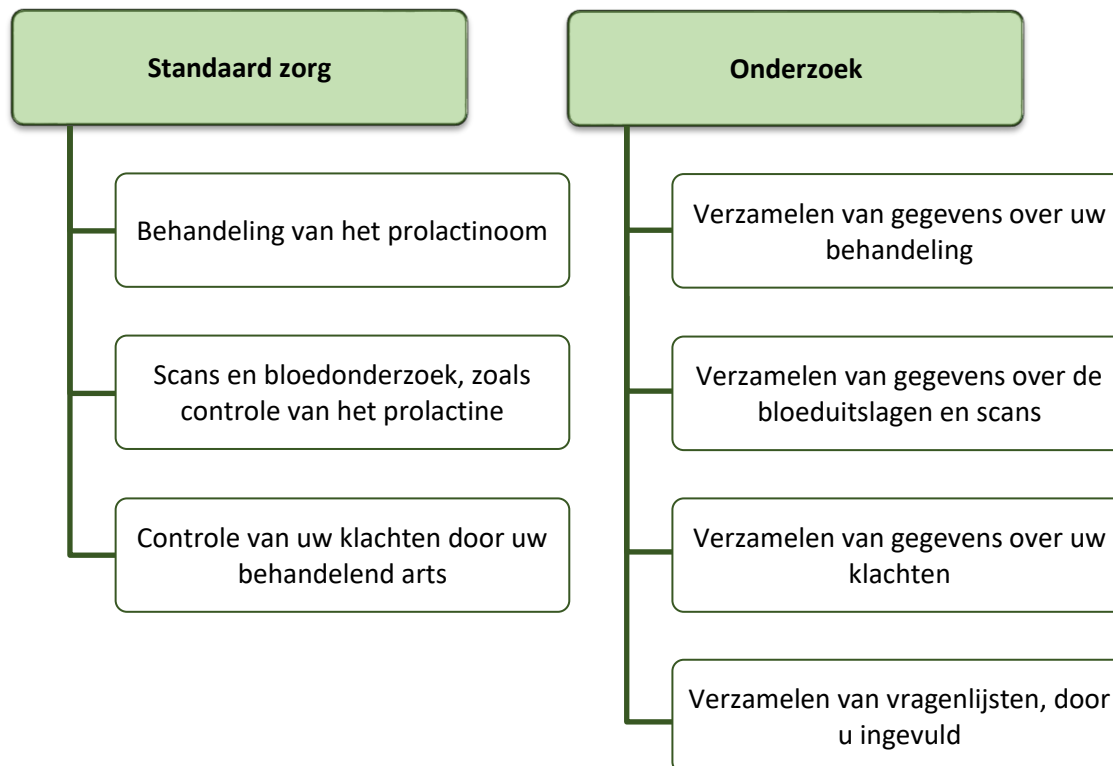 Standaard zorg
Behandeling van het prolactinoom
Scans en bloedonderzoek, zoals
controle van het prolactine
Controle van uw klachten door uw
behandelend arts
Onderzoek
Verzamelen van gegevens over uw
behandeling
Verzamelen van gegevens over de
bloeduitslagen en scans
Verzamelen van gegevens over uw
klachten
Verzamelen van vragenlijsten, door
u ingevuld